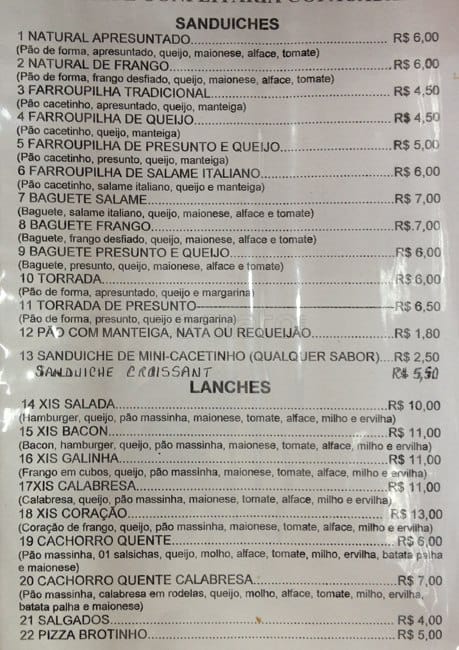 SANDUICHES
1 NATURAL APRESUNTADO R$ 6,00
(Pão de forma, apresuntado, queijo, maionese, alface, tomate)
2 NATURAL DE FRANGO R$ 6,00
(Pão de forma, frango desfiado, queijo, maionese, alface, tomate)
3 FARROUPILHA TRADICIONAL R$ 4,50
(Pão cacetinho, apresuntado, queijo, manteiga)
4 FARROUPILHA DE QUEIJO R$ 4,50
(Pão cacetinho, queijo, manteiga)
5 FARROUPILHA DE PRESUNTO E QUEIJO R$ 5,00
(Pão cacetinho, presunto, queijo, manteiga)
6 FARROUPILHA DE SALAME ITALIANO R$ 6,00
(Pão cacetinho, salame italiano, queijo e manteiga)
7 BAGUETE SALAME R$ 7,00
(Baguete, salame italiano, queijo, maionese, alface e tomate)
8 BAGUETE FRANGO R$.7,00
(Baguete, frango desfiado, queijo, maionese, alface e tomate)
9 BAGUETE PRESUNTO E QUEIJO R$ 6,00
(Baguete, presunto, queijo, maionese, alface e tomate)
10 TORRADA R$ 6,00
(Pão de forma, apresuntado, queijo e margarina)
11 TORRADA DE PRESUNTO R$ 6,50
(Pão de forma, presunto, queijo e margarina)
12 PÃO COM MANTEIGA, NATA OU REQUEIJÃO R$ 1,80
13 SANDUICHE DE MINI-CACETINHO (QUALQUER SABOR) R$ 2,50
SANDUICHE CROISSANT R$ 5,50
LANCHES
14 XIS SALADA R$ 10,00
(Hamburger, queijo, pão massinha, maionese, tomate, alface, milho e ervilha)
15 XIS BACON R$ 11,00
(Bacon, hamburger, queijo, pão massinha, maionese, tomate, alface, milho e ervilha)
16 XIS GALINHA R$ 11,00
(Frango em cubos, queijo, pão massinha, maionese, tomate, alface, milho e ervilha)
17XIS CALABRESA R$ 11,00
(Calabresa, queijo, pão massinha, maionese, tomate, alface, milho e ervilha)
18 XIS CORAÇÃO R$ 13,00
(Coração de frango, queijo, pão massinha, maionese, tomate, alface, milho e ervilha)
19 CACHORRO QUENTE R$ 6,00
(Pão massinha, 01 salsichas, queijo, molho, alface, tomate, milho, ervilha, batata palha
e maionese)
20 CACHORRO QUENTE CALABRESA R$ 7,00
(Pão massinha, calabresa em rodelas, queijo, molho, alface, tomate, milho, ervilha,
batata palha e maionese)
21 SALGADOS R$ 4,00
22 PIZZA BROTINHO R$ 5,00